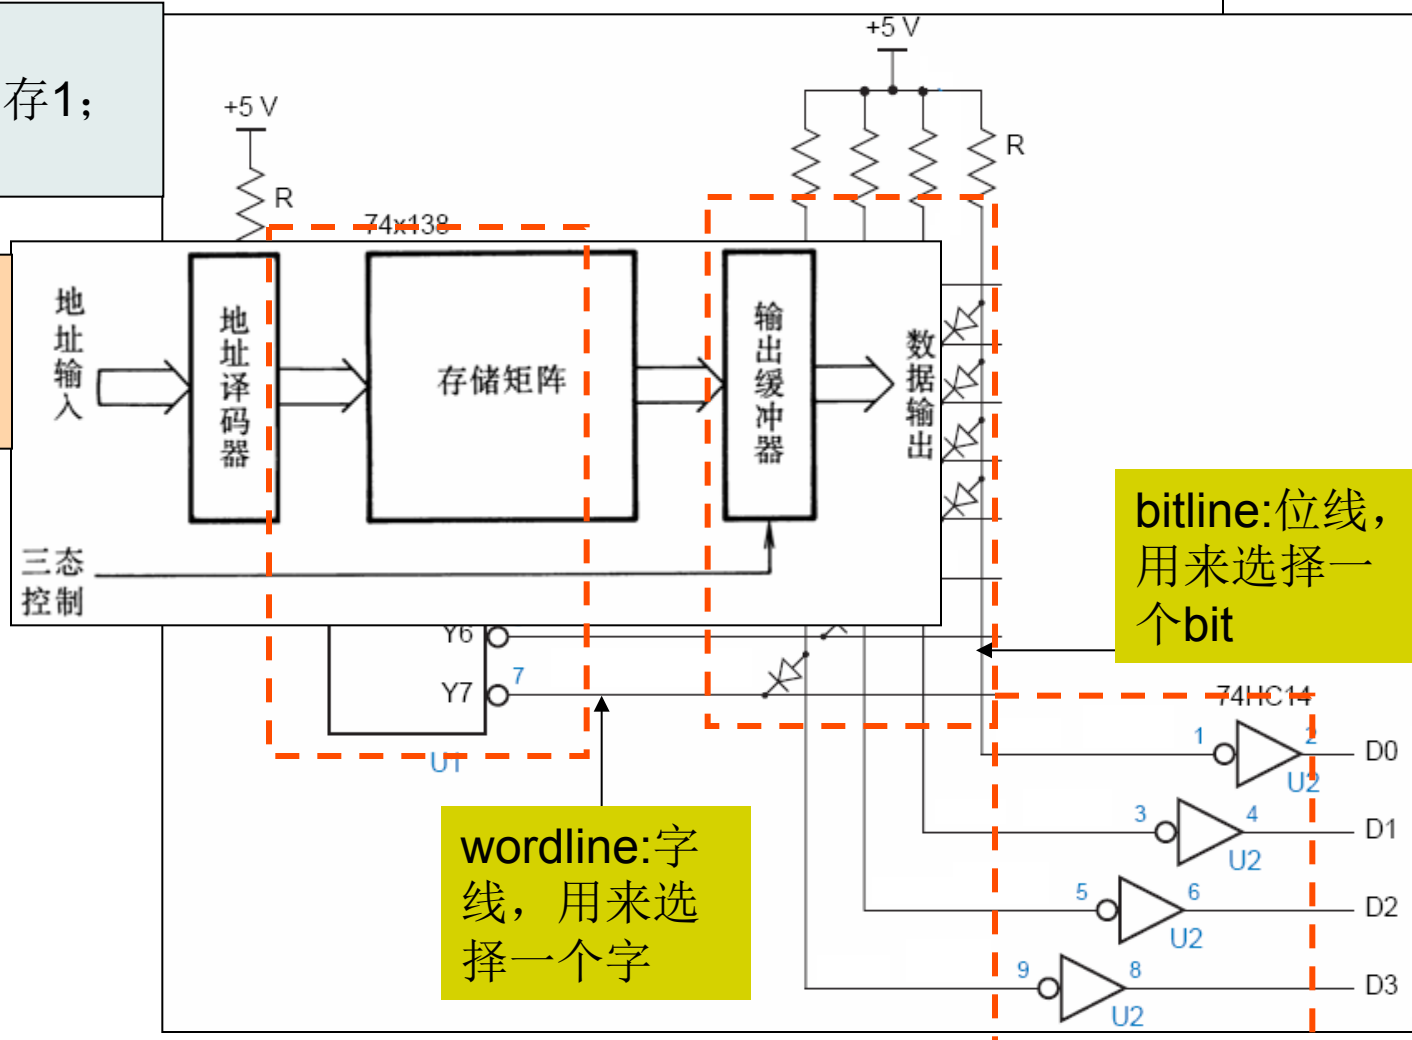 存1；
+5 V
+5 V
R
R
74x138
地址输入
地址译码器
存储矩阵
输出缓冲器
数据输出
三态
控制
bitline:位线，
用来选择一
个bit
Y6
7
Y7
U1
wordline:字
线，用来选
择一个字
74HC14
1
2
D0
U2
3
4
D1
U2
5
6
D2
U2
9
8
D3
U2